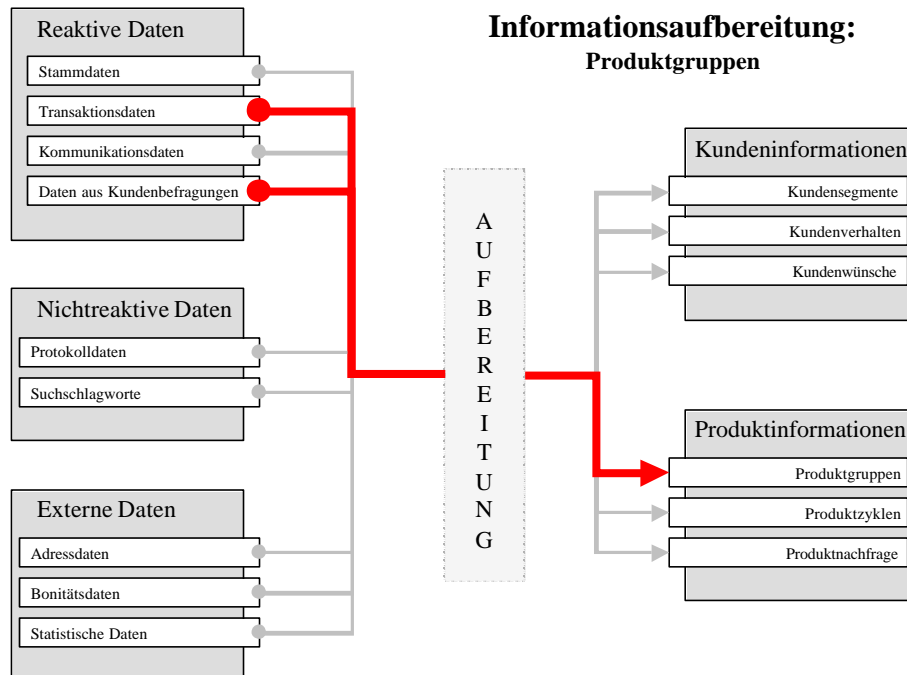 Informationsaufbereitung:
Produktgruppen
Reaktive Daten
Stammdaten
Transaktionsdaten
Kommunikationsdaten
Daten aus Kundenbefragungen
Nichtreaktive Daten
Protokolldaten
Suchschlagworte
Externe Daten
Adressdaten
Bonitätsdaten
Statistische Daten
A
U
F
B
E
R
E
I
T
U
N
G
Kundeninformationen
Kundensegmente
Kundenverhalten
Kundenwünsche
Produktinformationen
Produktgruppen
Produktzyklen
Produktnachfrage